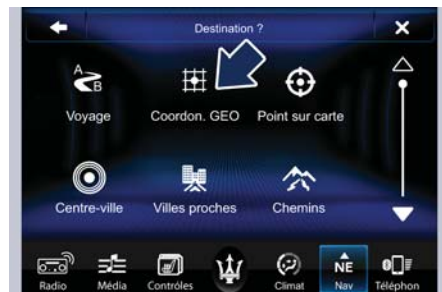 Destination ?
A
B
Voyage
Coordon. GEO
Point sur carte
Centre-ville
Villes proches
Chemins
Radio
Média
Contrôles
Climat
NE
Nav
Téléphon